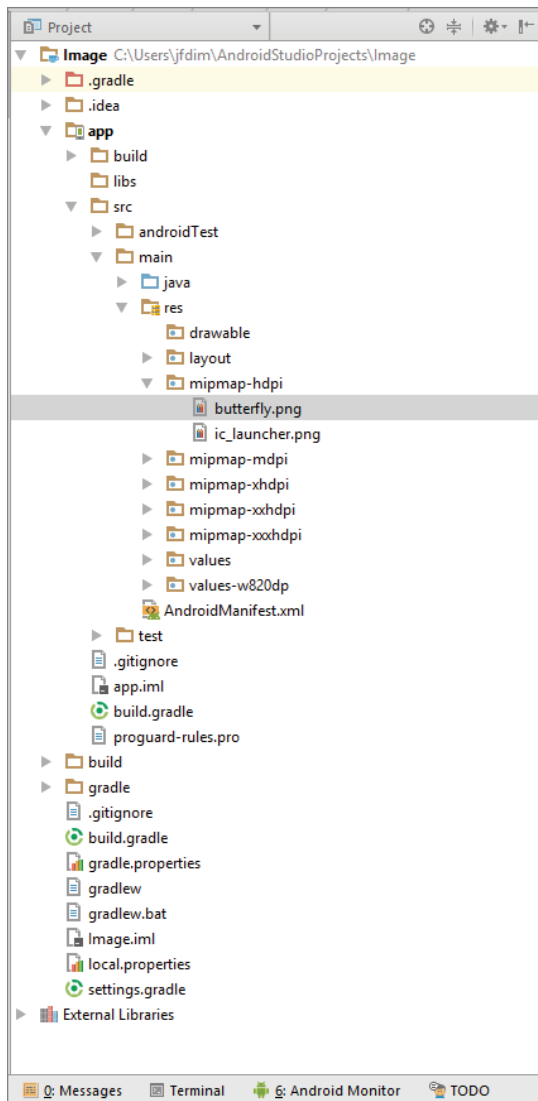 Project
Image C:\Users\jfdim\AndroidStudioProjects\Image
.gradle
.idea
app
build
libs
src
androidTest
main
java
res
drawable
layout
mipmap-hdpi
butterfly.png
ic_launcher.png
mipmap-mdpi
mipmap-xhdpi
mipmap-xxhdpi
mipmap-xxxhdpi
values
values-w820dp
AndroidManifest.xml
test
.gitignore
app.iml
build.gradle
proguard-rules.pro
build
gradle
.gitignore
build.gradle
gradle.properties
gradlew
gradlew.bat
Image.iml
local.properties
settings.gradle
External Libraries
0: Messages Terminal 6: Android Monitor TODO